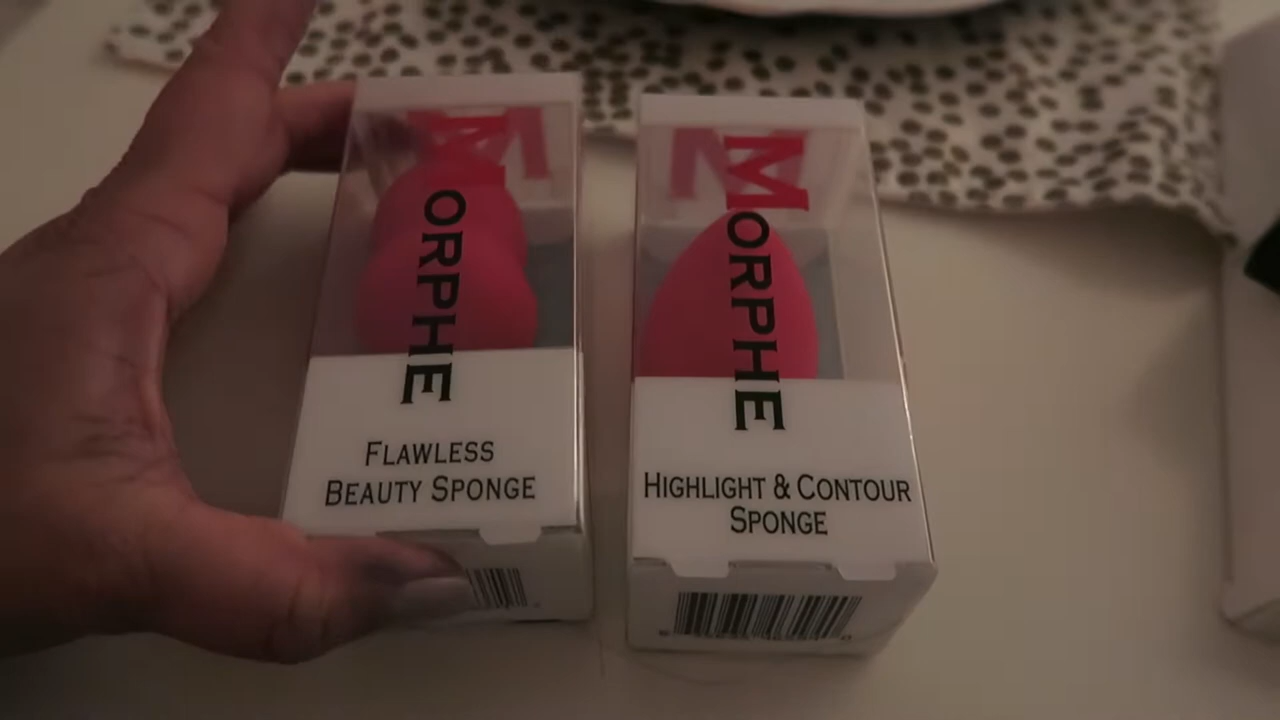 MORPHE
FLAWLESS
BEAUTY SPONGE
MORPHE
HIGHLIGHT & CONTOUR
SPONGE